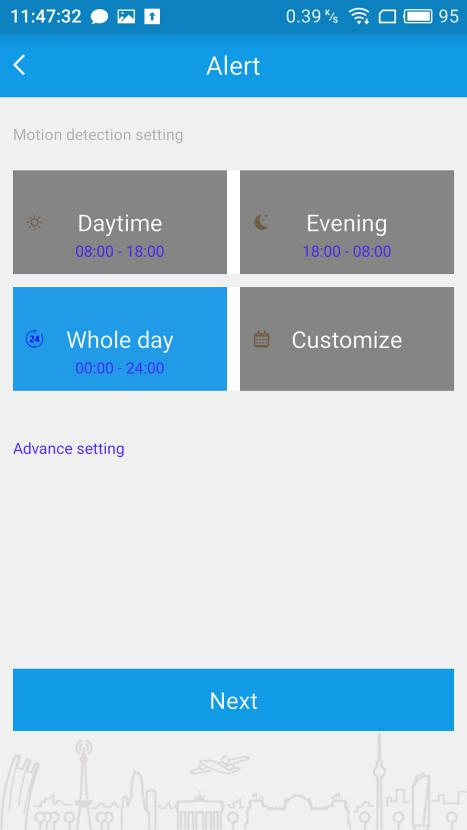 11:47:32 0.39 K/s 95
Alert
Motion detection setting
Daytime
08:00 - 18:00
Evening
18:00 - 08:00
24 Whole day
00:00 - 24:00
Customize
Advance setting
Next